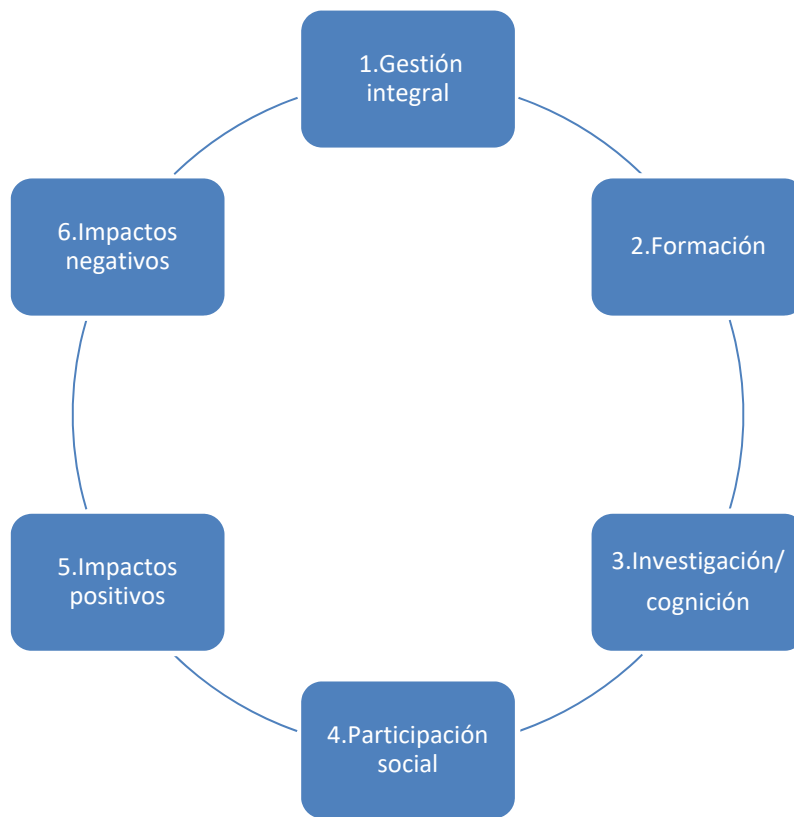 1.Gestión
integral
2.Formación
3.Investigación/
cognición
4.Participación
social
5.Impactos
positivos
6.Impactos
negativos